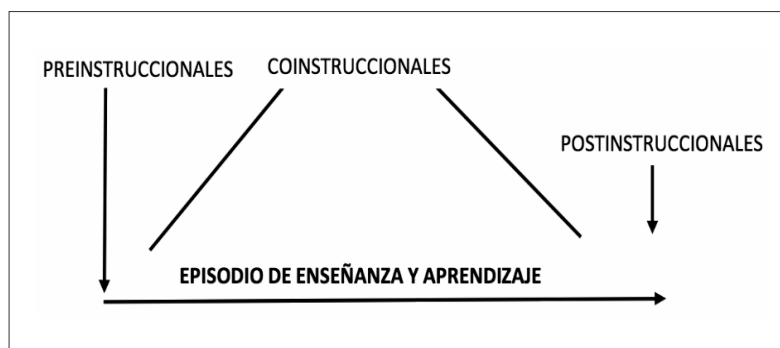 PREINSTRUCCIONALES
COINSTRUCCIONALES
POSTINSTRUCCIONALES
EPISODIO DE ENSEÑANZA Y APRENDIZAJE